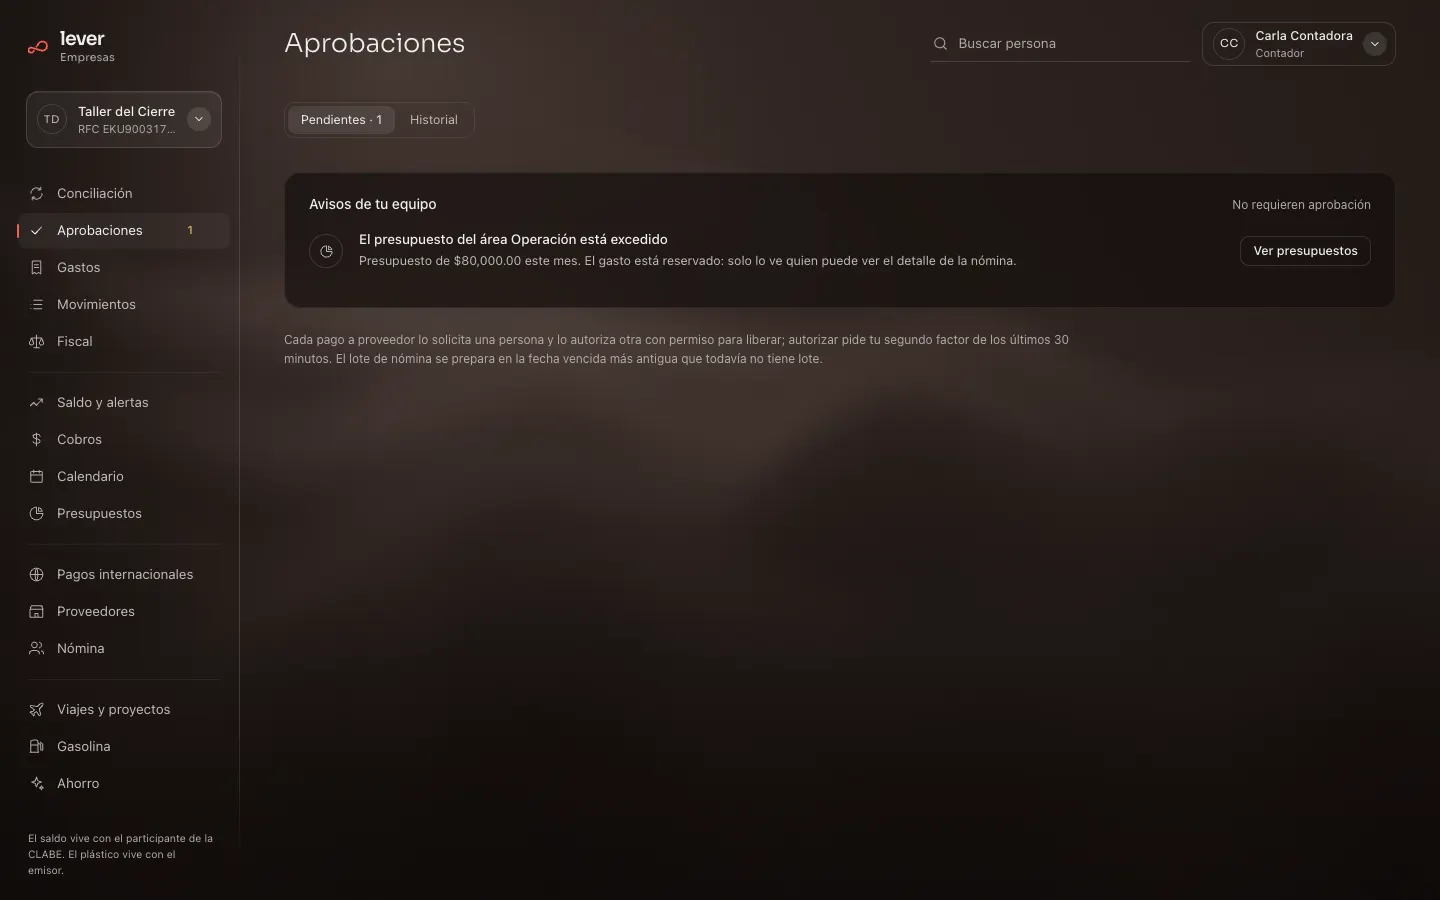 lever
Empresas
Aprobaciones
Buscar persona
CC
Carla Contadora
Contador
TD
Taller del Cierre
RFC EKU900317...
Pendientes · 1
Historial
Conciliación
Aprobaciones
1
Gastos
Movimientos
Fiscal
Saldo y alertas
Cobros
Calendario
Presupuestos
Pagos internacionales
Proveedores
Nómina
Viajes y proyectos
Gasolina
Ahorro
El saldo vive con el participante de la
CLABE. El plástico vive con el
emisor.
Avisos de tu equipo
No requieren aprobación
El presupuesto del área Operación está excedido
Presupuesto de $80,000.00 este mes. El gasto está reservado: solo lo ve quien puede ver el detalle de la nómina.
Ver presupuestos
Cada pago a proveedor lo solicita una persona y lo autoriza otra con permiso para liberar; autorizar pide tu segundo factor de los últimos 30
minutos. El lote de nómina se prepara en la fecha vencida más antigua que todavía no tiene lote.